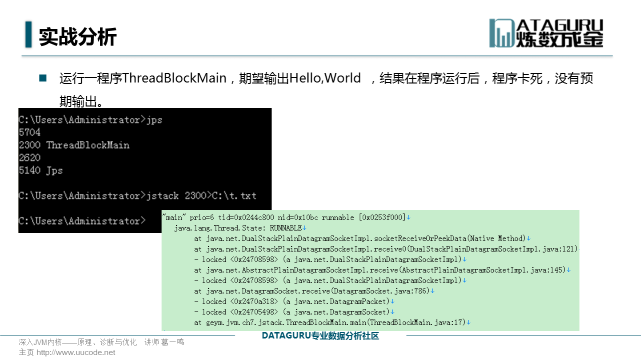 实战分析
DATAGURU
炼数成金
运行一程序ThreadBlockMain，期望输出Hello,World ，结果在程序运行后，程序卡死，没有预
期输出。
C:\Users\Administrator>jps
5704
2300 ThreadBlockMain
2620
5140 Jps
C:\Users\Administrator>jstack 2300>C:\t.txt
C:\Users\Administrator>
"main" prio=6 tid=0x0244c800 nid=0x10bc runnable [0x0253f000]↓
java.lang.Thread.State: RUNNABLE↓
at java.net.DualStackPlainDatagramSocketImpl.socketReceiveOrPeekData(Native Method)↓
at java.net.DualStackPlainDatagramSocketImpl.receive0(DualStackPlainDatagramSocketImpl.java:121)
- locked <0x24708598> (a java.net.DualStackPlainDatagramSocketImpl)↓
at java.net.AbstractPlainDatagramSocketImpl.receive(AbstractPlainDatagramSocketImpl.java:145)↓
- locked <0x24708598> (a java.net.DualStackPlainDatagramSocketImpl)↓
at java.net.DatagramSocket.receive(DatagramSocket.java:786)↓
- locked <0x2470a318> (a java.net.DatagramPacket)↓
- locked <0x24705498> (a java.net.DatagramSocket)↓
at geym.jvm.ch7.jstack.ThreadBlockMain.main(ThreadBlockMain.java:17)↓
DATAGURU专业数据分析社区
深入JVM内核——原理、诊断与优化 讲师 葛一鸣
主页 http://www.uucode.net